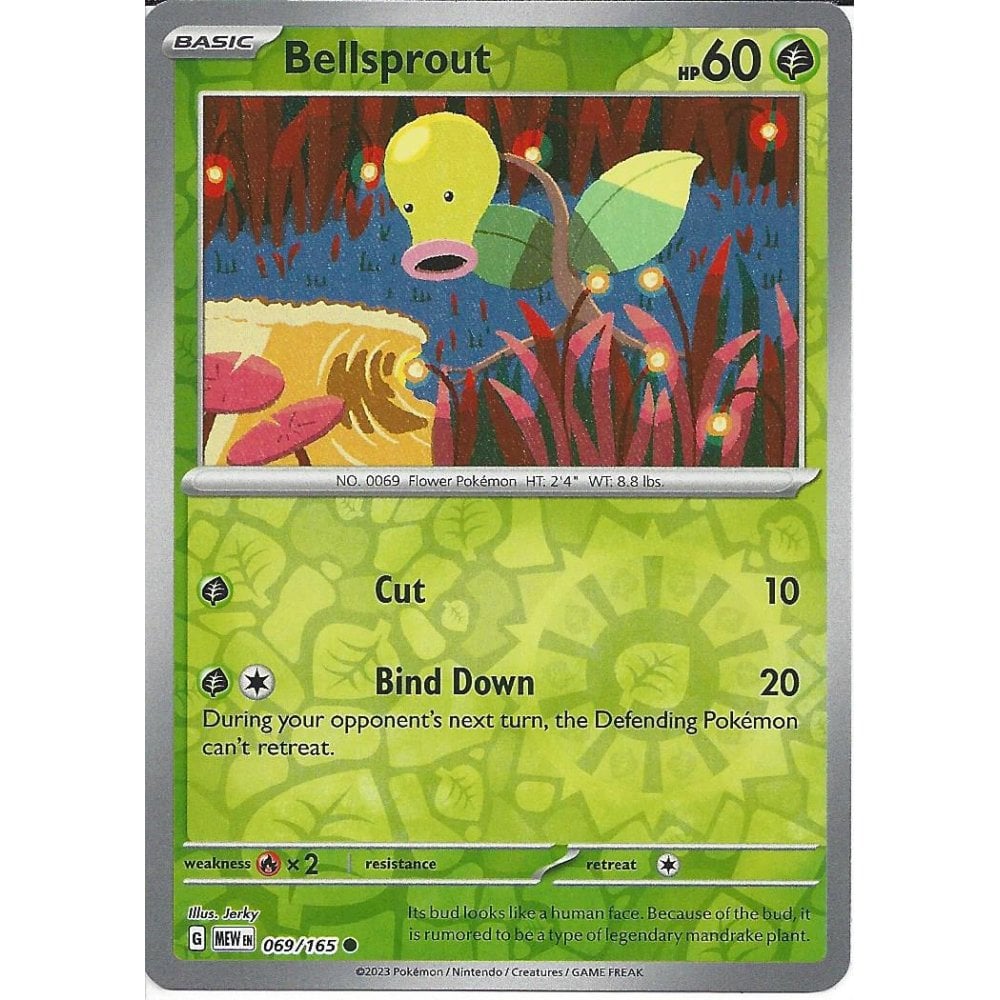 BASIC Bellsprout HP 60
NO. 0069 Flower Pokémon HT: 2'4" WT: 8.8 lbs.
Cut 10
Bind Down 20
During your opponent's next turn, the Defending Pokémon
can't retreat.
weakness ×2 resistance retreat
Illus. Jerky
G MEW EN 069/165
Its bud looks like a human face. Because of the bud, it
is rumored to be a type of legendary mandrake plant.
©2023 Pokémon / Nintendo / Creatures / GAME FREAK